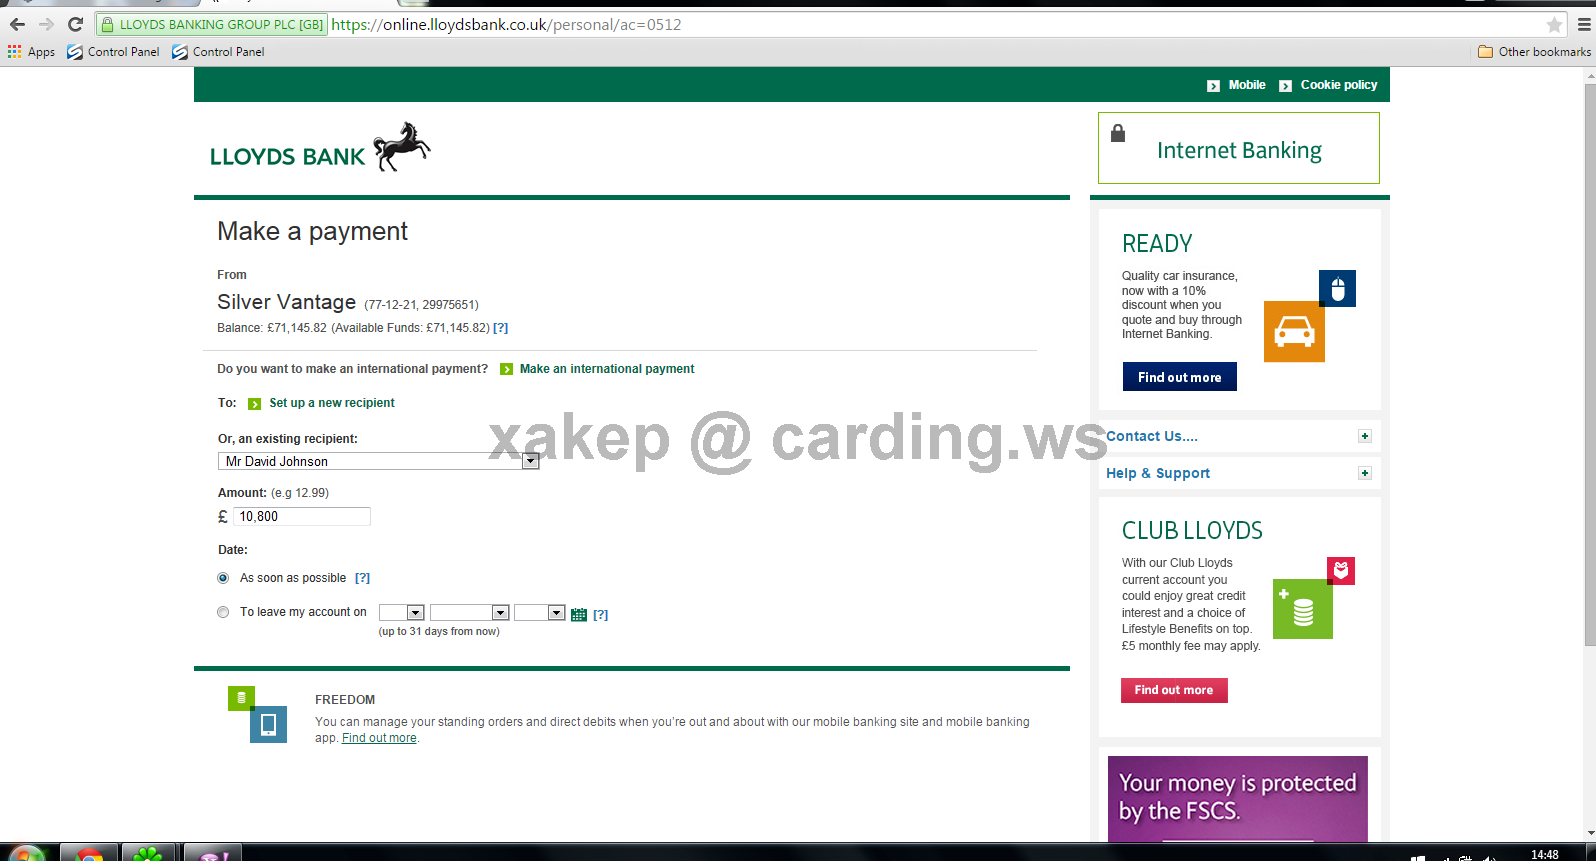 LLOYDS BANKING GROUP PLC [GB]
https://online.lloydsbank.co.uk/personal/ac=0512
Apps
Control Panel
Control Panel
Other bookmarks
Mobile
Cookie policy
LLOYDS BANK
Internet Banking
Make a payment
From
Silver Vantage (77-12-21, 29975651)
Balance: £71,145.82 (Available Funds: £71,145.82) [?]
Do you want to make an international payment? Make an international payment
To: Set up a new recipient
Or, an existing recipient:
Mr David Johnson
Amount: (e.g 12.99)
£ 10,800
Date:
As soon as possible [?]
To leave my account on [?]
(up to 31 days from now)
xakep @ carding.ws
FREEDOM
You can manage your standing orders and direct debits when you're out and about with our mobile banking site and mobile banking
app. Find out more.
READY
Quality car insurance,
now with a 10%
discount when you
quote and buy through
Internet Banking.
Find out more
Contact Us....
Help & Support
CLUB LLOYDS
With our Club Lloyds
current account you
could enjoy great credit
interest and a choice of
Lifestyle Benefits on top.
£5 monthly fee may apply.
Find out more
Your money is protected
by the FSCS.
14:48